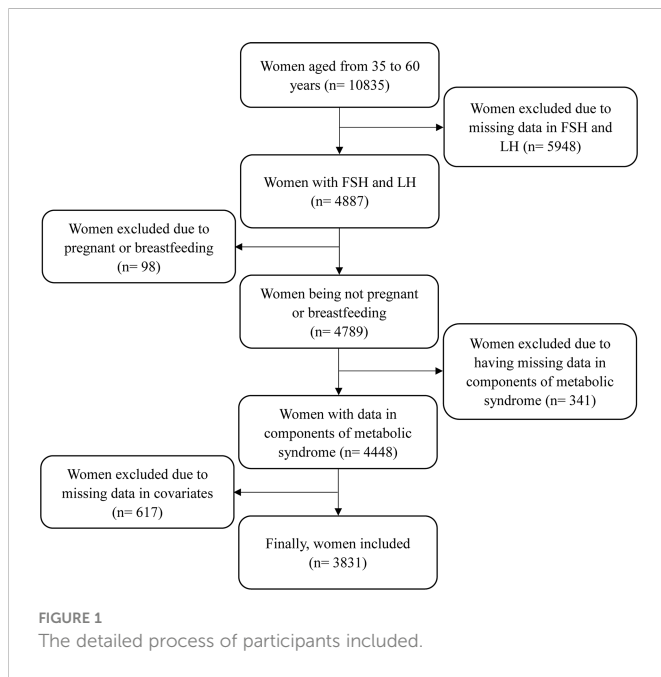 Women aged from 35 to 60
years (n= 10835)
Women excluded due to
missing data in FSH and
LH (n= 5948)
Women with FSH and LH
(n= 4887)
Women excluded due to
pregnant or breastfeeding
(n= 98)
Women being not pregnant
or breastfeeding
(n= 4789)
Women excluded due to
having missing data in
components of metabolic
syndrome (n= 341)
Women with data in
components of metabolic
syndrome (n= 4448)
Women excluded due to
missing data in covariates
(n= 617)
Finally, women included
(n= 3831)
FIGURE 1
The detailed process of participants included.